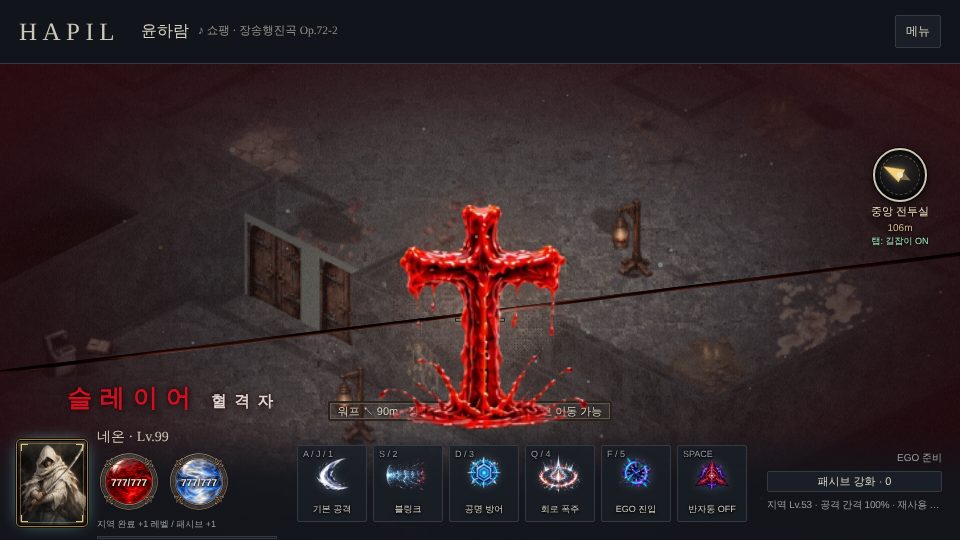 HAPIL 윤하람 ♪ 쇼팽 · 장송행진곡 Op.72-2 메뉴
중앙 전투실
106m
탭: 길잡이 ON
슬레이어 혈격자
워프 ↖ 90m 이동 가능
네온 · Lv.99
777/777 777/777
지역 완료 +1 레벨 / 패시브 +1
A / J / 1 기본 공격
S / 2 블링크
D / 3 공명 방어
Q / 4 회로 폭주
F / 5 EGO 진입
SPACE 반자동 OFF
EGO 준비
패시브 강화 · 0
지역 Lv.53 · 공격 간격 100% · 재사용 …